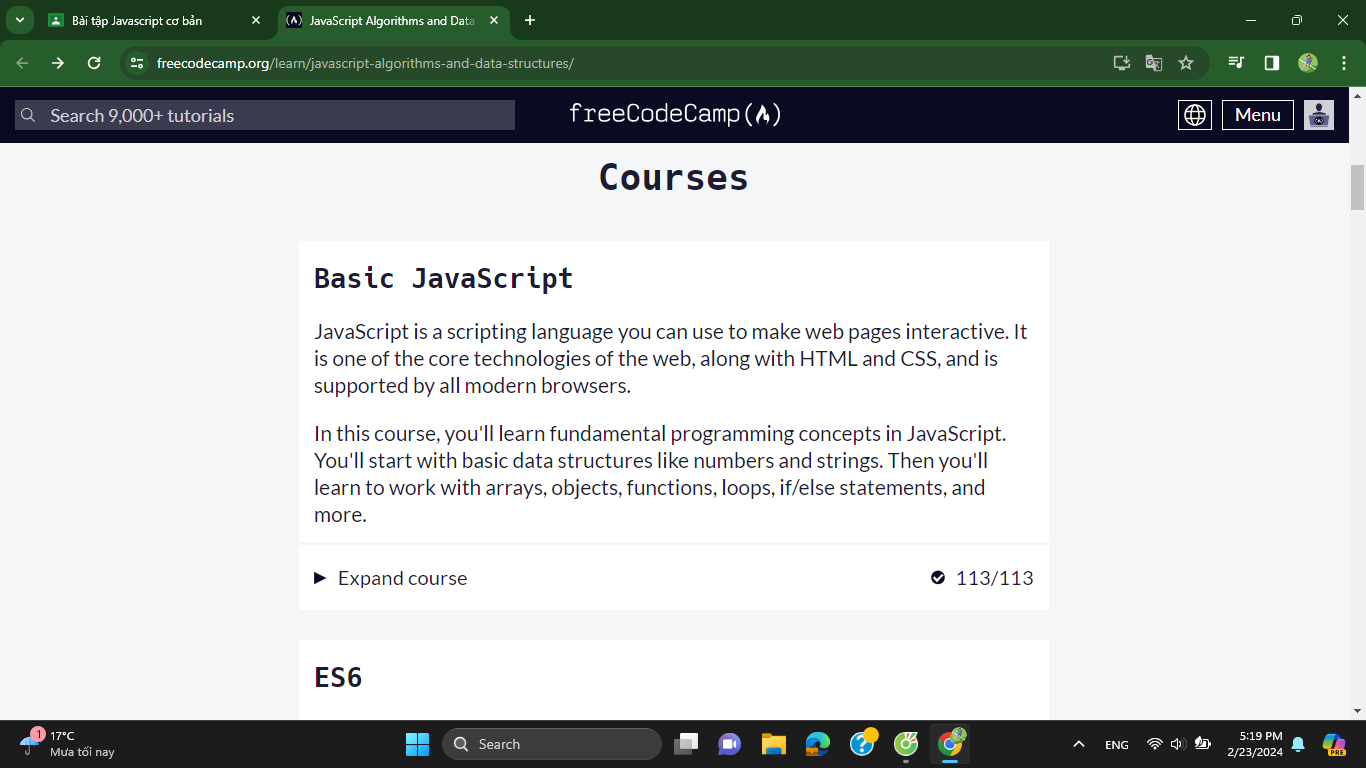 Bài tập Javascript cơ bản
JavaScript Algorithms and Data
freecodecamp.org/learn/javascript-algorithms-and-data-structures/
Search 9,000+ tutorials
freeCodeCamp
Menu
Courses
Basic JavaScript
JavaScript is a scripting language you can use to make web pages interactive. It
is one of the core technologies of the web, along with HTML and CSS, and is
supported by all modern browsers.
In this course, you'll learn fundamental programming concepts in JavaScript.
You'll start with basic data structures like numbers and strings. Then you'll
learn to work with arrays, objects, functions, loops, if/else statements, and
more.
Expand course
113/113
ES6
1
17°C
Mưa tối nay
Search
ENG
5:19 PM
2/23/2024
PRE